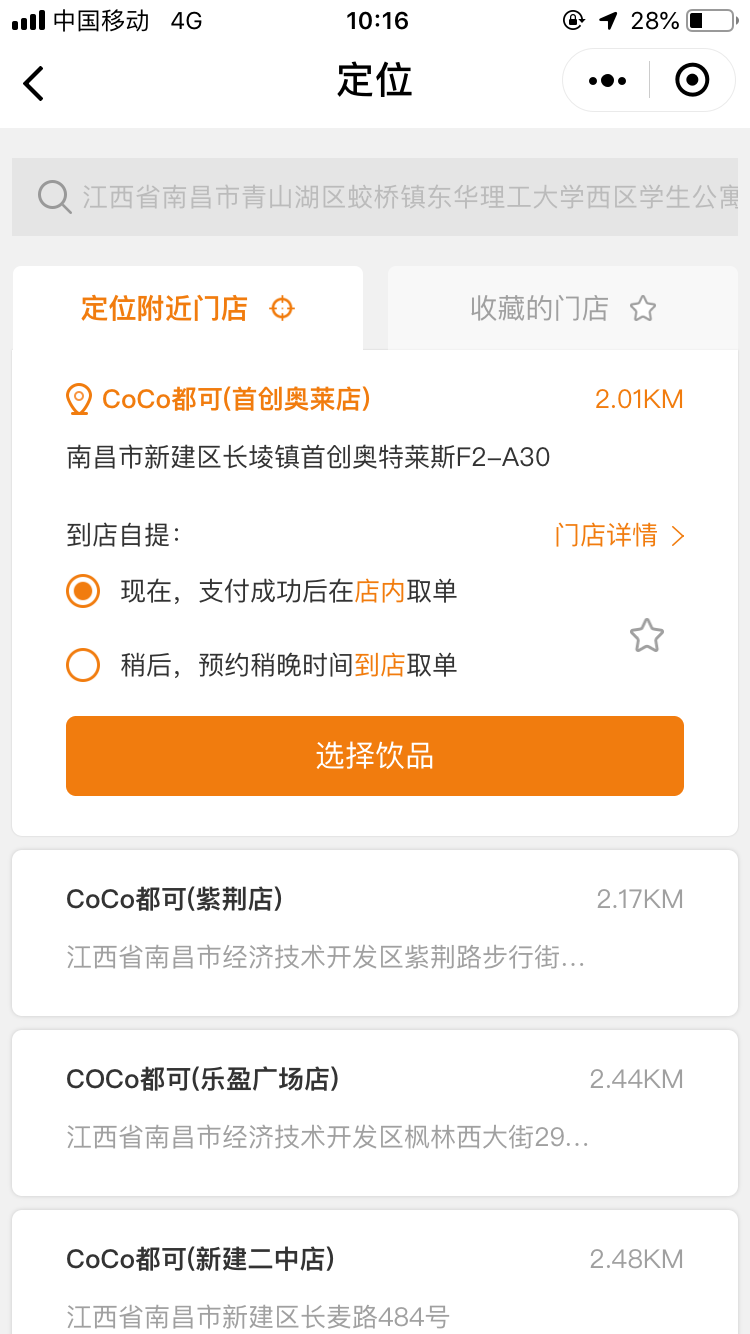 中国移动 4G 10:16 28%
定位
江西省南昌市青山湖区蛟桥镇东华理工大学西区学生公寓
定位附近门店 收藏的门店
CoCo都可(首创奥莱店) 2.01KM
南昌市新建区长堎镇首创奥特莱斯F2-A30
到店自提: 门店详情
现在，支付成功后在店内取单
稍后，预约稍晚时间到店取单
选择饮品
CoCo都可(紫荆店) 2.17KM
江西省南昌市经济技术开发区紫荆路步行街...
COCo都可(乐盈广场店) 2.44KM
江西省南昌市经济技术开发区枫林西大街29...
CoCo都可(新建二中店) 2.48KM
江西省南昌市新建区长麦路484号